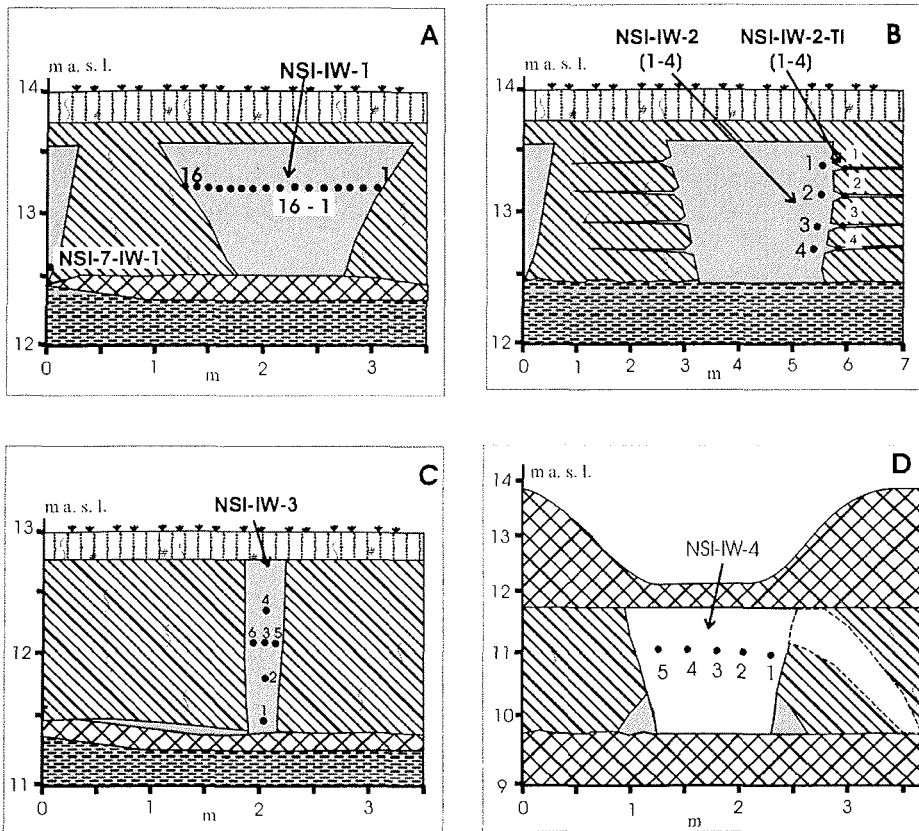 A
m a. s. l.
NSI-IW-1
14
16 1
16 - 1
13
NSI-7-IW-1
12
0 1 2 3
m
B
NSI-IW-2 NSI-IW-2-TI
(1-4) (1-4)
m a. s. l.
14
1 1
2 2
13
3 3
4 4
12
0 1 2 3 4 5 6 7
m
C
m a. s. l.
NSI-IW-3
13
4
6 3 5
12
2
1
11
0 1 2 3
m
D
m a. s. l.
14
13
NSI-IW-4
12
11
5 4 3 2 1
10
9
0 1 2 3
m